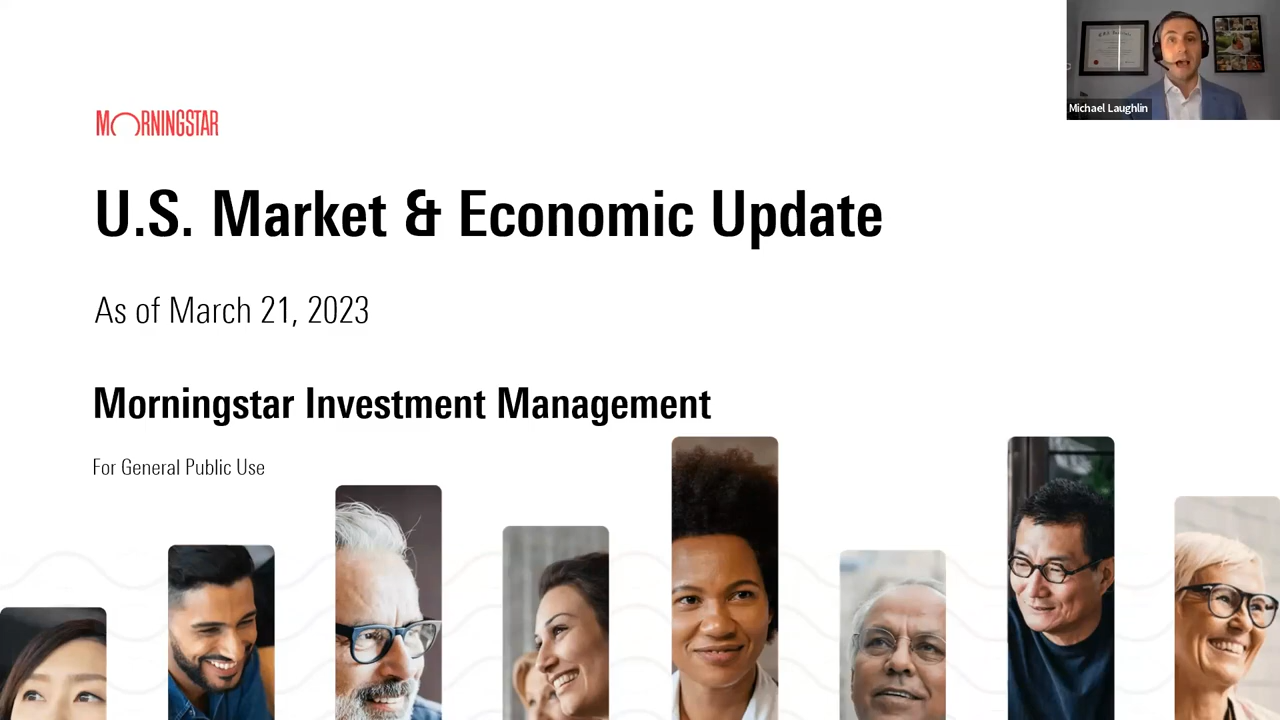 MORNINGSTAR
U.S. Market & Economic Update
As of March 21, 2023
Morningstar Investment Management
For General Public Use
Michael Laughlin